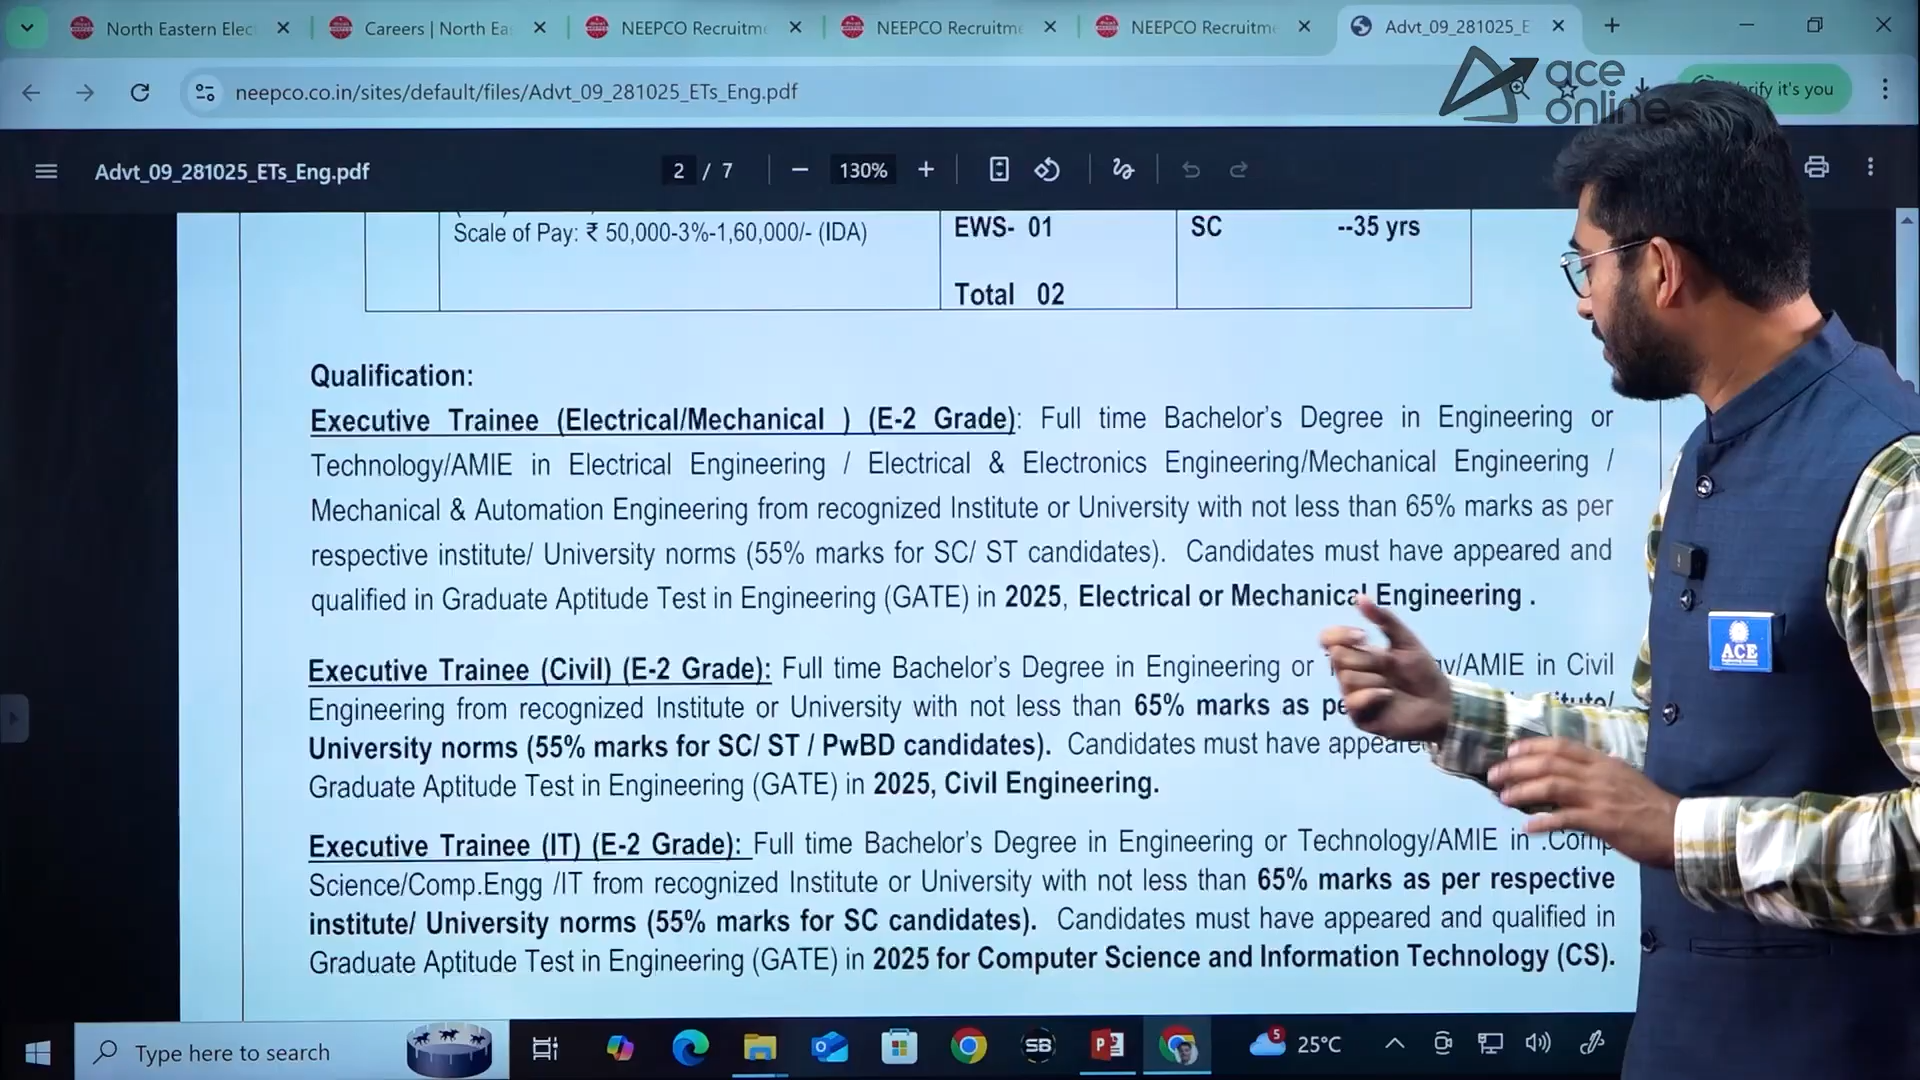 North Eastern Elec
Careers | North Ea
NEEPCO Recruitm
NEEPCO Recruitm
NEEPCO Recruitm
Advt_09_281025_E
neepco.co.in/sites/default/files/Advt_09_281025_ETs_Eng.pdf
ace
online
Verify it's you
Advt_09_281025_ETs_Eng.pdf
2 / 7
130%
Scale of Pay: ₹ 50,000-3%-1,60,000/- (IDA)
EWS- 01
SC --35 yrs
Total 02
Qualification:
Executive Trainee (Electrical/Mechanical ) (E-2 Grade): Full time Bachelor's Degree in Engineering or
Technology/AMIE in Electrical Engineering / Electrical & Electronics Engineering/Mechanical Engineering /
Mechanical & Automation Engineering from recognized Institute or University with not less than 65% marks as per
respective institute/ University norms (55% marks for SC/ ST candidates). Candidates must have appeared and
qualified in Graduate Aptitude Test in Engineering (GATE) in 2025, Electrical or Mechanical Engineering .
Executive Trainee (Civil) (E-2 Grade): Full time Bachelor's Degree in Engineering or /AMIE in Civil
Engineering from recognized Institute or University with not less than 65% marks as
University norms (55% marks for SC/ ST / PwBD candidates). Candidates must have appeare
Graduate Aptitude Test in Engineering (GATE) in 2025, Civil Engineering.
Executive Trainee (IT) (E-2 Grade): Full time Bachelor's Degree in Engineering or Technology/AMIE in .Comp
Science/Comp.Engg /IT from recognized Institute or University with not less than 65% marks as per respective
institute/ University norms (55% marks for SC candidates). Candidates must have appeared and qualified in
Graduate Aptitude Test in Engineering (GATE) in 2025 for Computer Science and Information Technology (CS).
ACE
Type here to search
SB
P
5
25°C